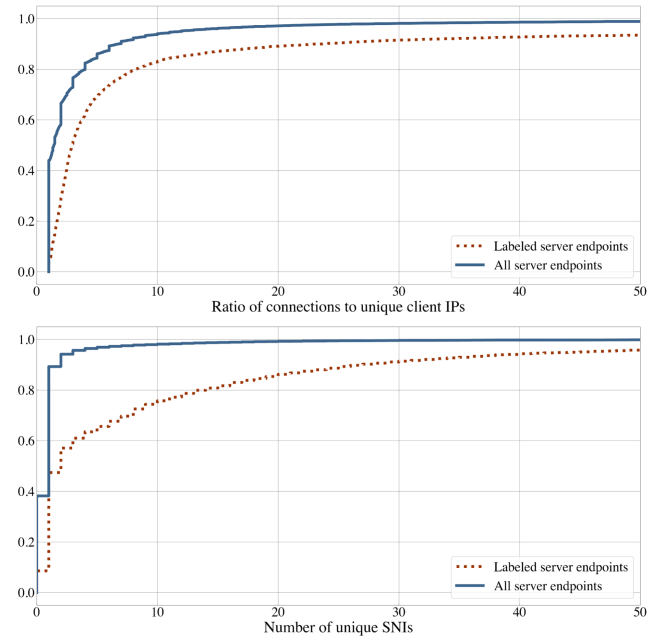 1.0
0.8
0.6
0.4
0.2
0.0
Labeled server endpoints
All server endpoints
0 10 20 30 40 50
Ratio of connections to unique client IPs
1.0
0.8
0.6
0.4
0.2
0.0
Labeled server endpoints
All server endpoints
0 10 20 30 40 50
Number of unique SNIs